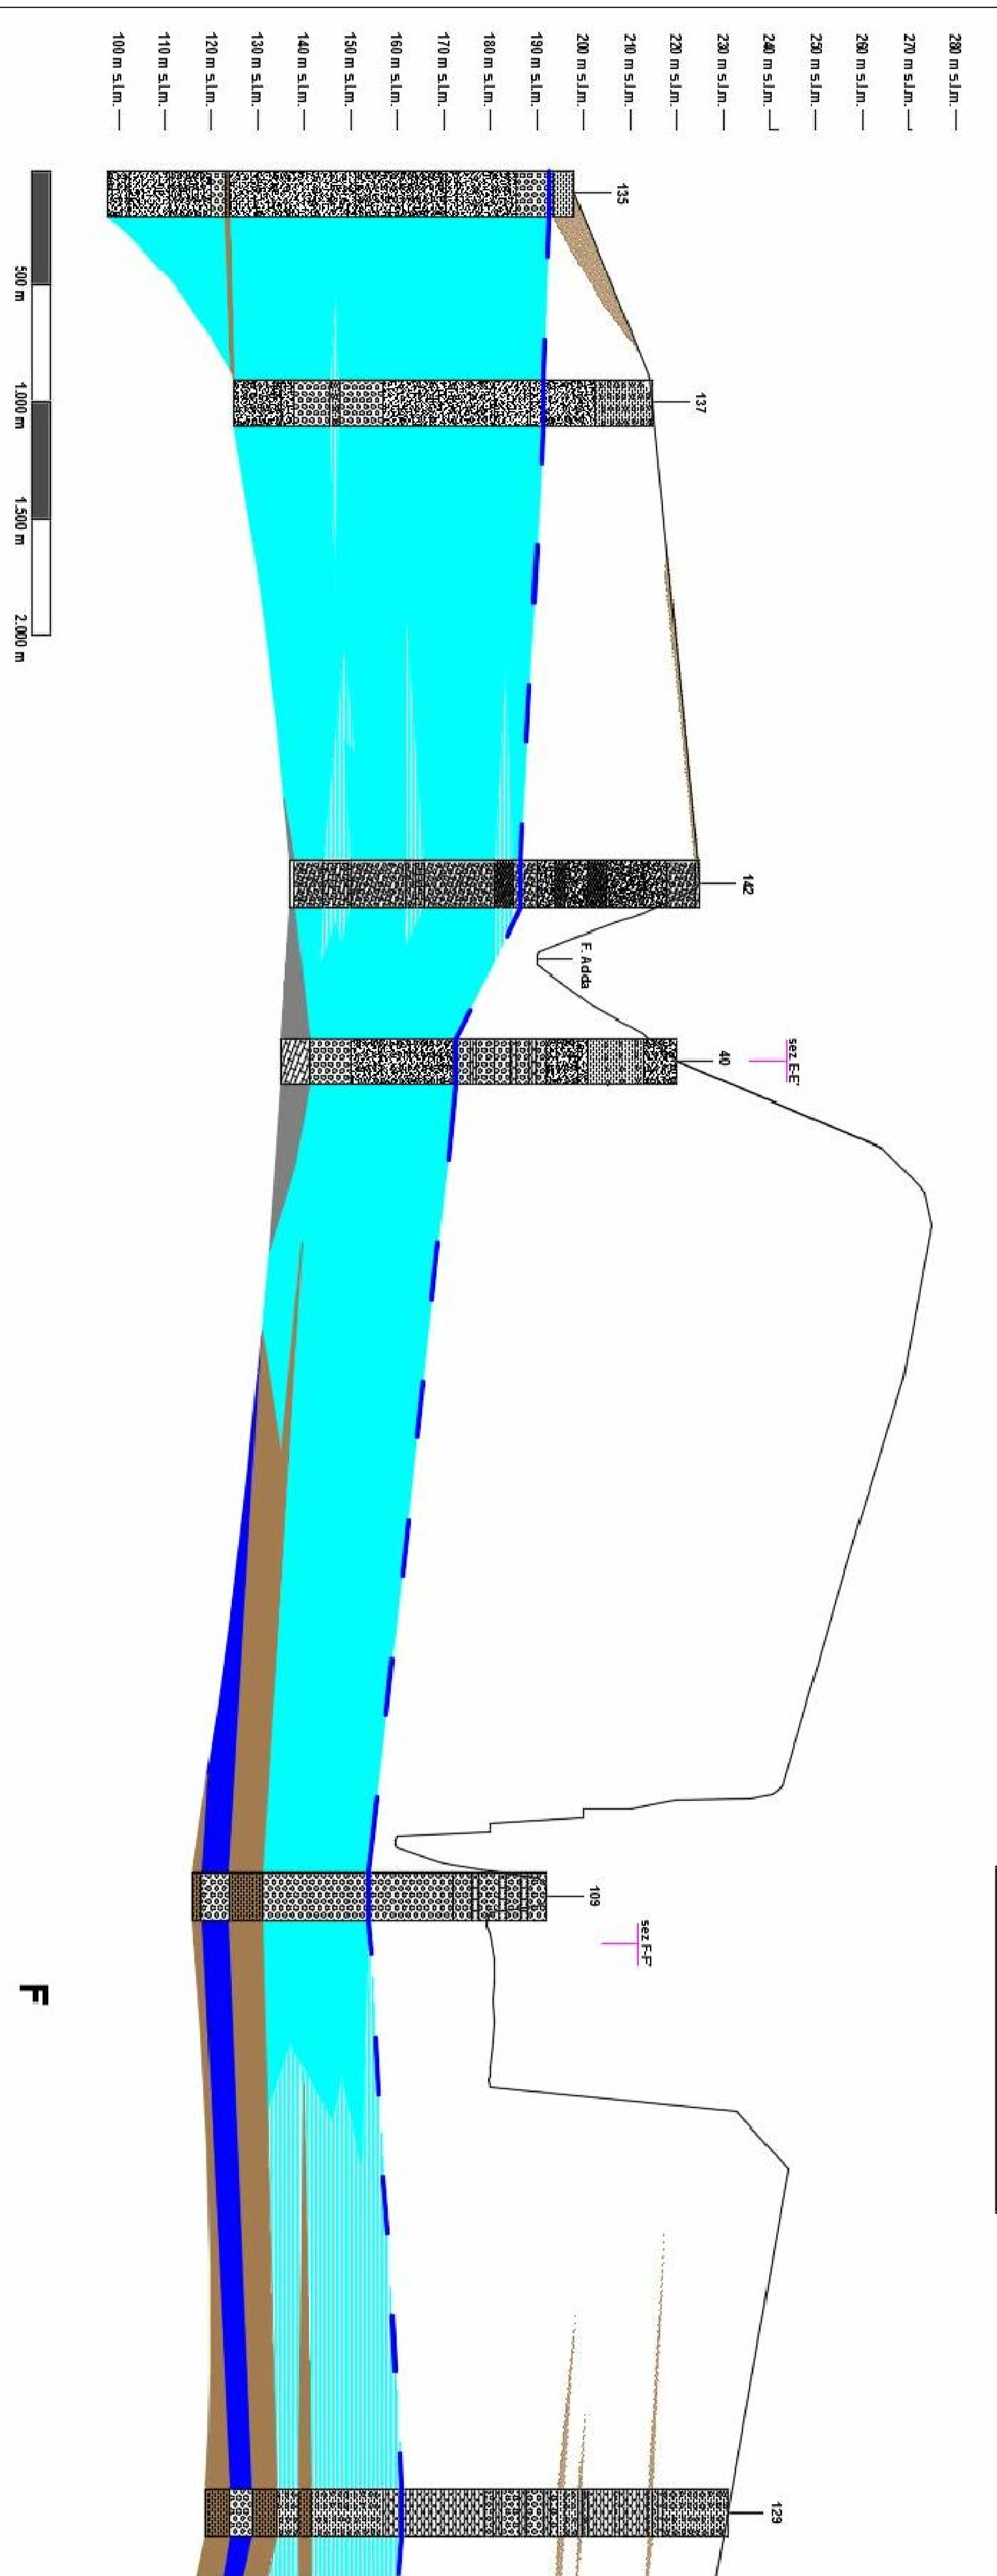 280 m s.l.m.
270 m s.l.m.
260 m s.l.m.
250 m s.l.m.
240 m s.l.m.
230 m s.l.m.
220 m s.l.m.
210 m s.l.m.
200 m s.l.m.
190 m s.l.m.
180 m s.l.m.
170 m s.l.m.
160 m s.l.m.
150 m s.l.m.
140 m s.l.m.
130 m s.l.m.
120 m s.l.m.
110 m s.l.m.
100 m s.l.m.
135
137
142
F. Adda
40
sez E-E'
109
sez F-F'
129
500 m
1.000 m
1.500 m
2.000 m
F